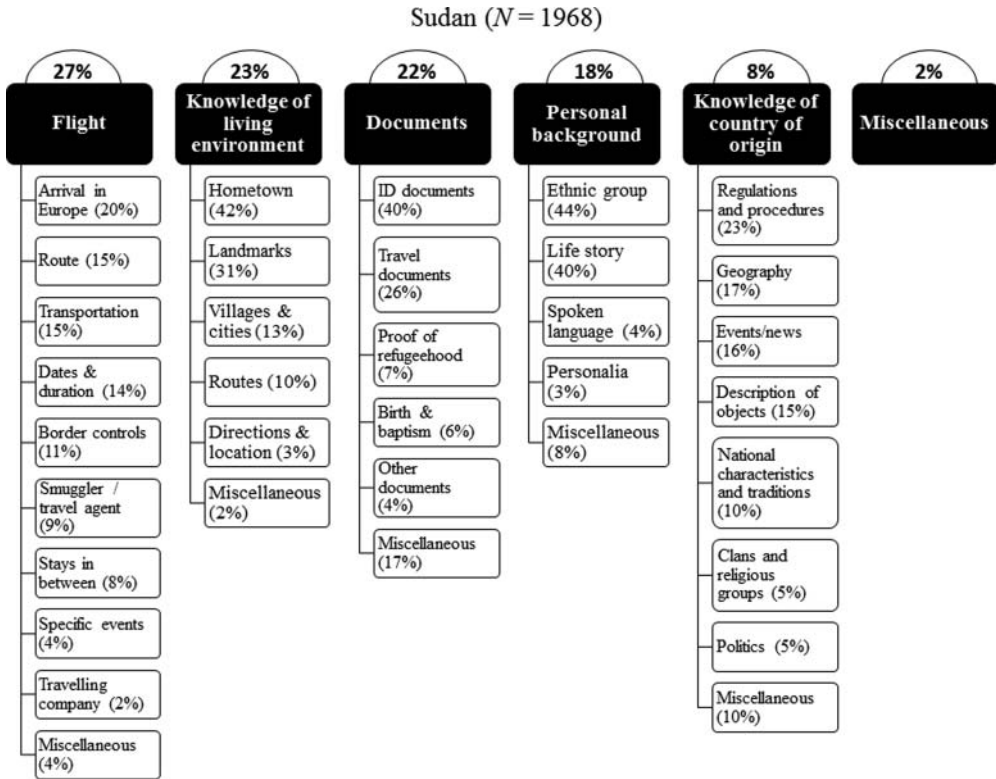 Sudan (N = 1968)
27%
Flight
Arrival in
Europe (20%)
Route (15%)
Transportation
(15%)
Dates &
duration (14%)
Border controls
(11%)
Smuggler /
travel agent
(9%)
Stays in
between (8%)
Specific events
(4%)
Travelling
company (2%)
Miscellaneous
(4%)
23%
Knowledge of
living
environment
Hometown
(42%)
Landmarks
(31%)
Villages &
cities (13%)
Routes (10%)
Directions &
location (3%)
Miscellaneous
(2%)
22%
Documents
ID documents
(40%)
Travel
documents
(26%)
Proof of
refugeehood
(7%)
Birth &
baptism (6%)
Other
documents
(4%)
Miscellaneous
(17%)
18%
Personal
background
Ethnic group
(44%)
Life story
(40%)
Spoken
language (4%)
Personalia
(3%)
Miscellaneous
(8%)
8%
Knowledge of
country of
origin
Regulations
and procedures
(23%)
Geography
(17%)
Events/news
(16%)
Description of
objects (15%)
National
characteristics
and traditions
(10%)
Clans and
religious
groups (5%)
Politics (5%)
Miscellaneous
(10%)
2%
Miscellaneous